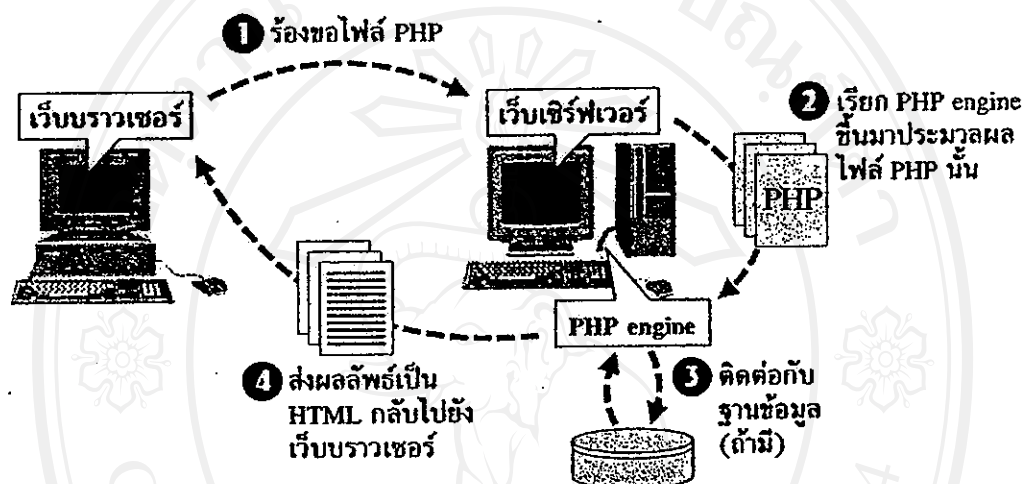 1 ร้องขอไฟล์ PHP
เว็บบราวเซอร์
เว็บเซิร์ฟเวอร์
2 เรียก PHP engine
ขึ้นมาประมวลผล
ไฟล์ PHP นั้น
PHP
PHP engine
3 ติดต่อกับ
ฐานข้อมูล
(ถ้ามี)
4 ส่งผลลัพธ์เป็น
HTML กลับไปยัง
เว็บบราวเซอร์